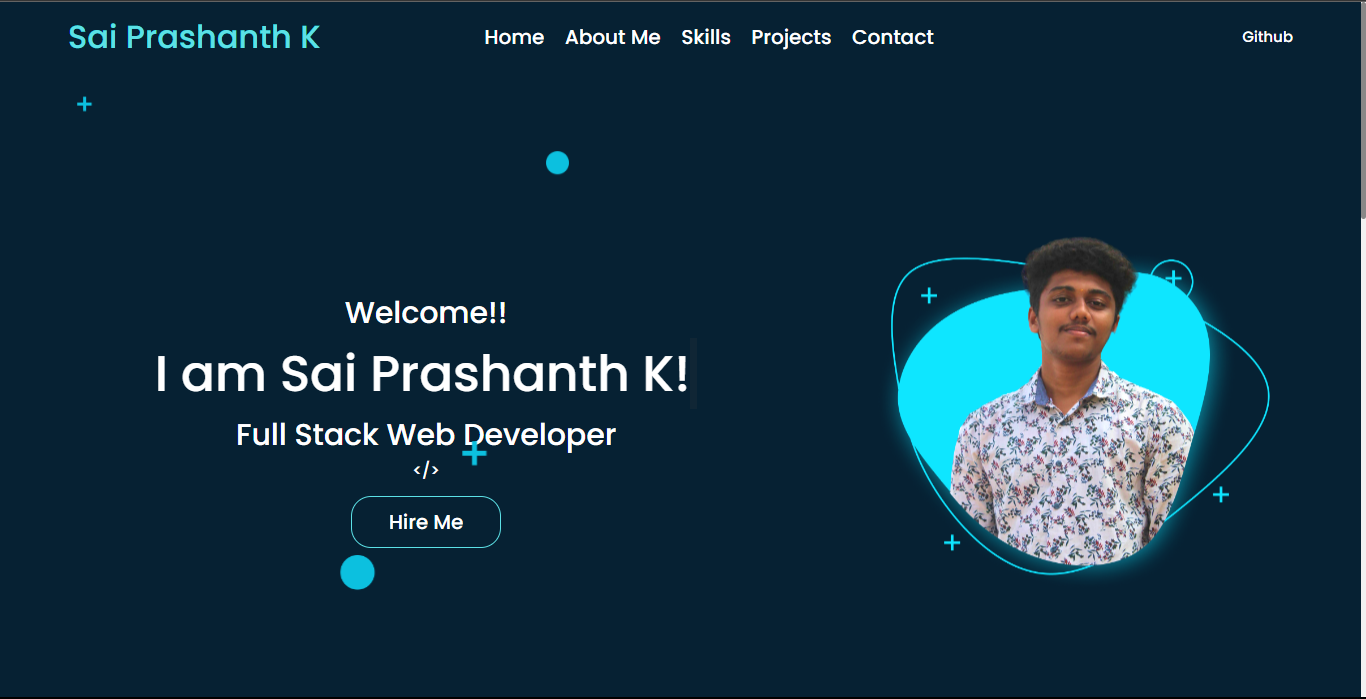 Sai Prashanth K
Home About Me Skills Projects Contact
Github
Welcome!!
I am Sai Prashanth K!
Full Stack Web Developer
</>
Hire Me